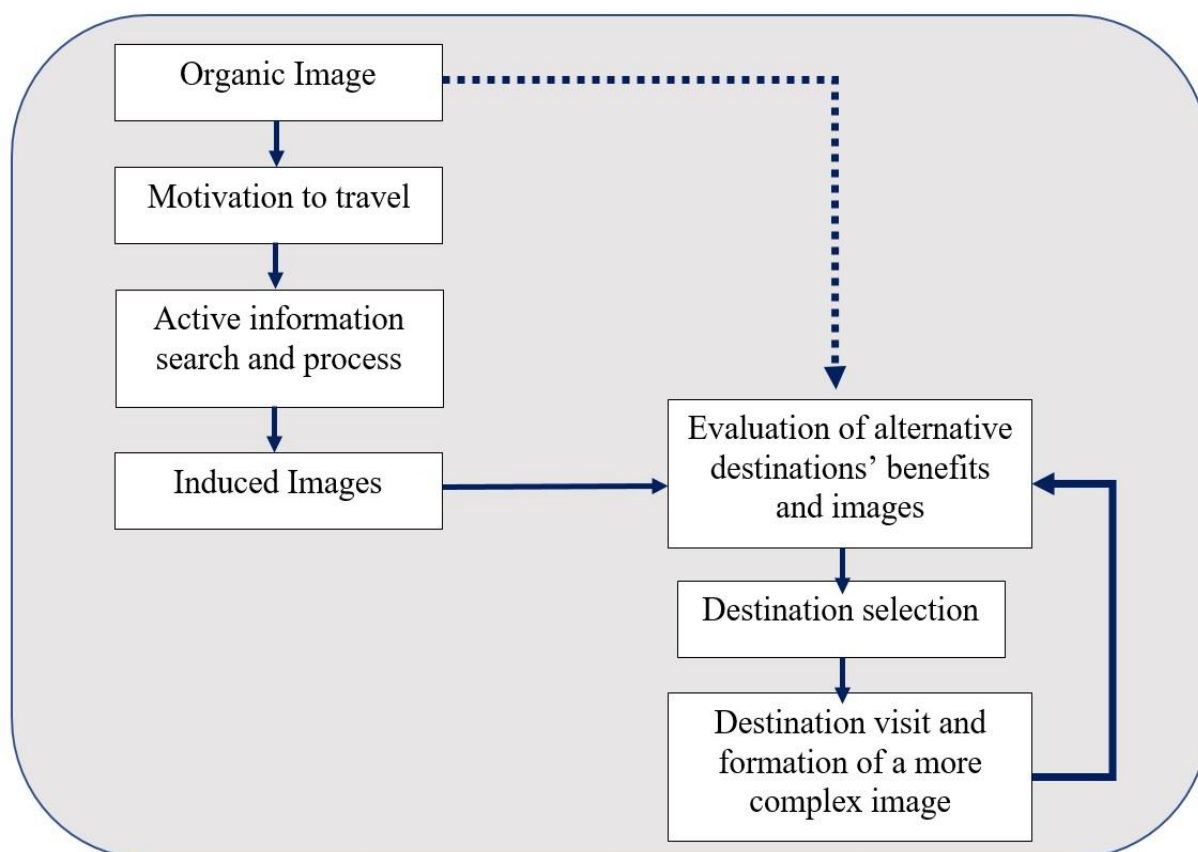 Organic Image
Motivation to travel
Active information
search and process
Induced Images
Evaluation of alternative
destinations’ benefits
and images
Destination selection
Destination visit and
formation of a more
complex image